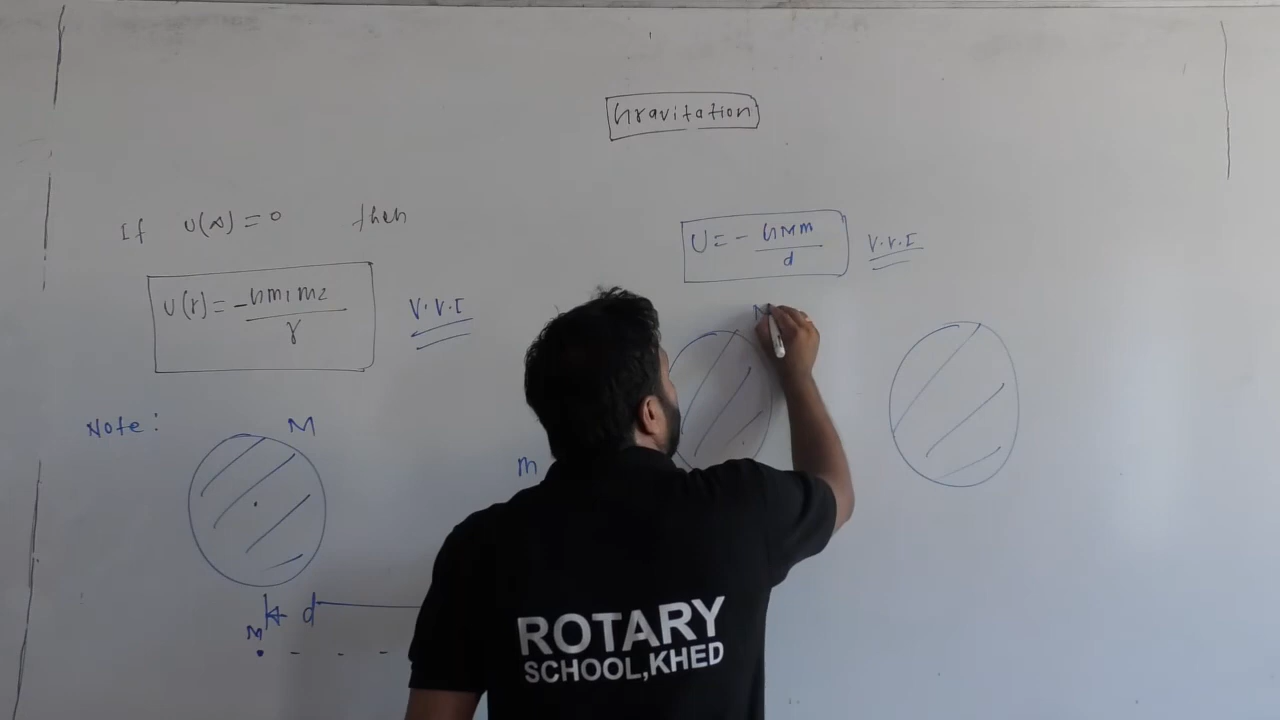 Gravitation
If U(∞) = 0 then
U(r) = -Gm1m2/r
V.V.I
U = - GMm/d
V.V.I
Note:
M
m
M
d
M
ROTARY
SCHOOL,KHED